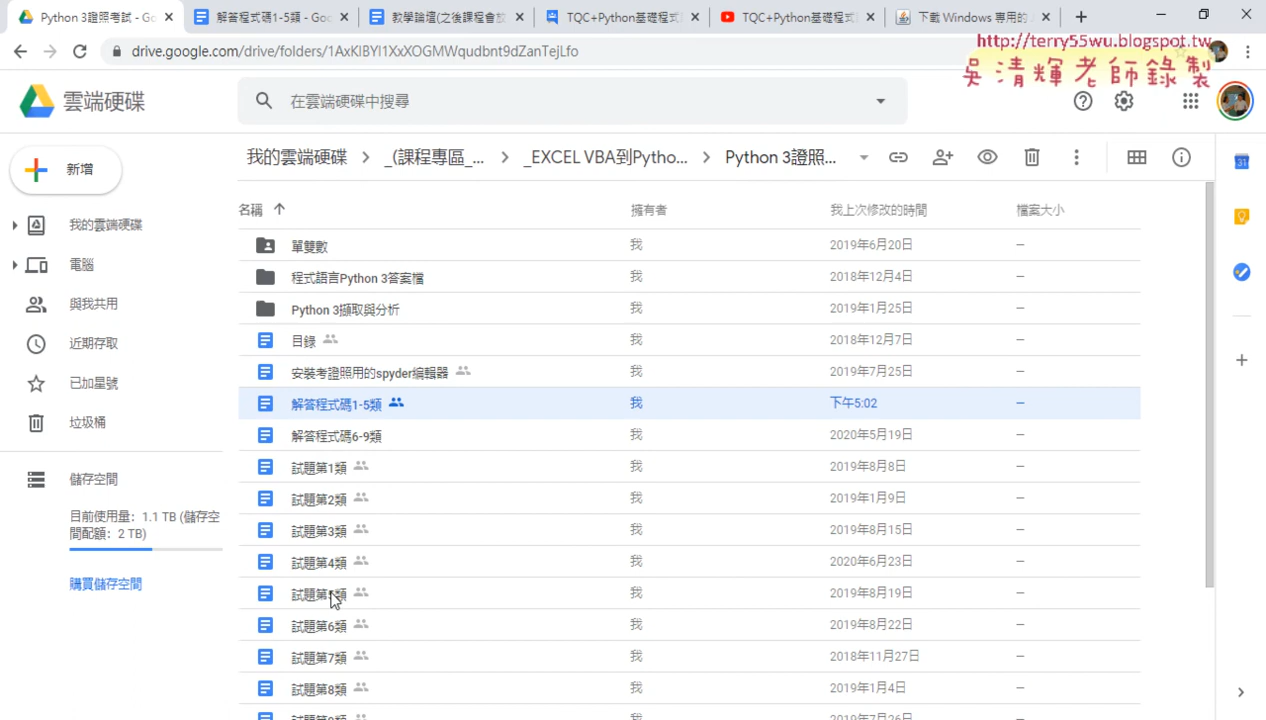 Python 3證照考試 - Go
解答程式碼1-5類 - Goo
教學論壇(之後課程會放
TQC+Python基礎程式
TQC+Python基礎程式
下載 Windows 專用的
drive.google.com/drive/folders/1AxKlBYl1XxXOGMWqudbnt9dZanTejLfo
http://terry55wu.blogspot.tw
吳清輝老師錄製
雲端硬碟
在雲端硬碟中搜尋
新增
我的雲端硬碟
_(課程專區_...
_EXCEL VBA到Pytho...
Python 3證照...
31
名稱
擁有者
我上次修改的時間
檔案大小
我的雲端硬碟
電腦
與我共用
近期存取
已加星號
垃圾桶
儲存空間
目前使用量：1.1 TB (儲存空
間配額：2 TB)
購買儲存空間
單雙數 我 2019年6月20日 –
程式語言Python 3答案檔 我 2018年12月4日 –
Python 3擷取與分析 我 2019年1月25日 –
目錄 我 2018年12月7日 –
安裝考證照用的spyder編輯器 我 2019年7月25日 –
解答程式碼1-5類 我 下午5:02 –
解答程式碼6-9類 我 2020年5月19日 –
試題第1類 我 2019年8月8日 –
試題第2類 我 2019年1月9日 –
試題第3類 我 2019年8月15日 –
試題第4類 我 2020年6月23日 –
試題第 類 我 2019年8月19日 –
試題第6類 我 2019年8月22日 –
試題第7類 我 2018年11月27日 –
試題第8類 我 2019年1月4日 –